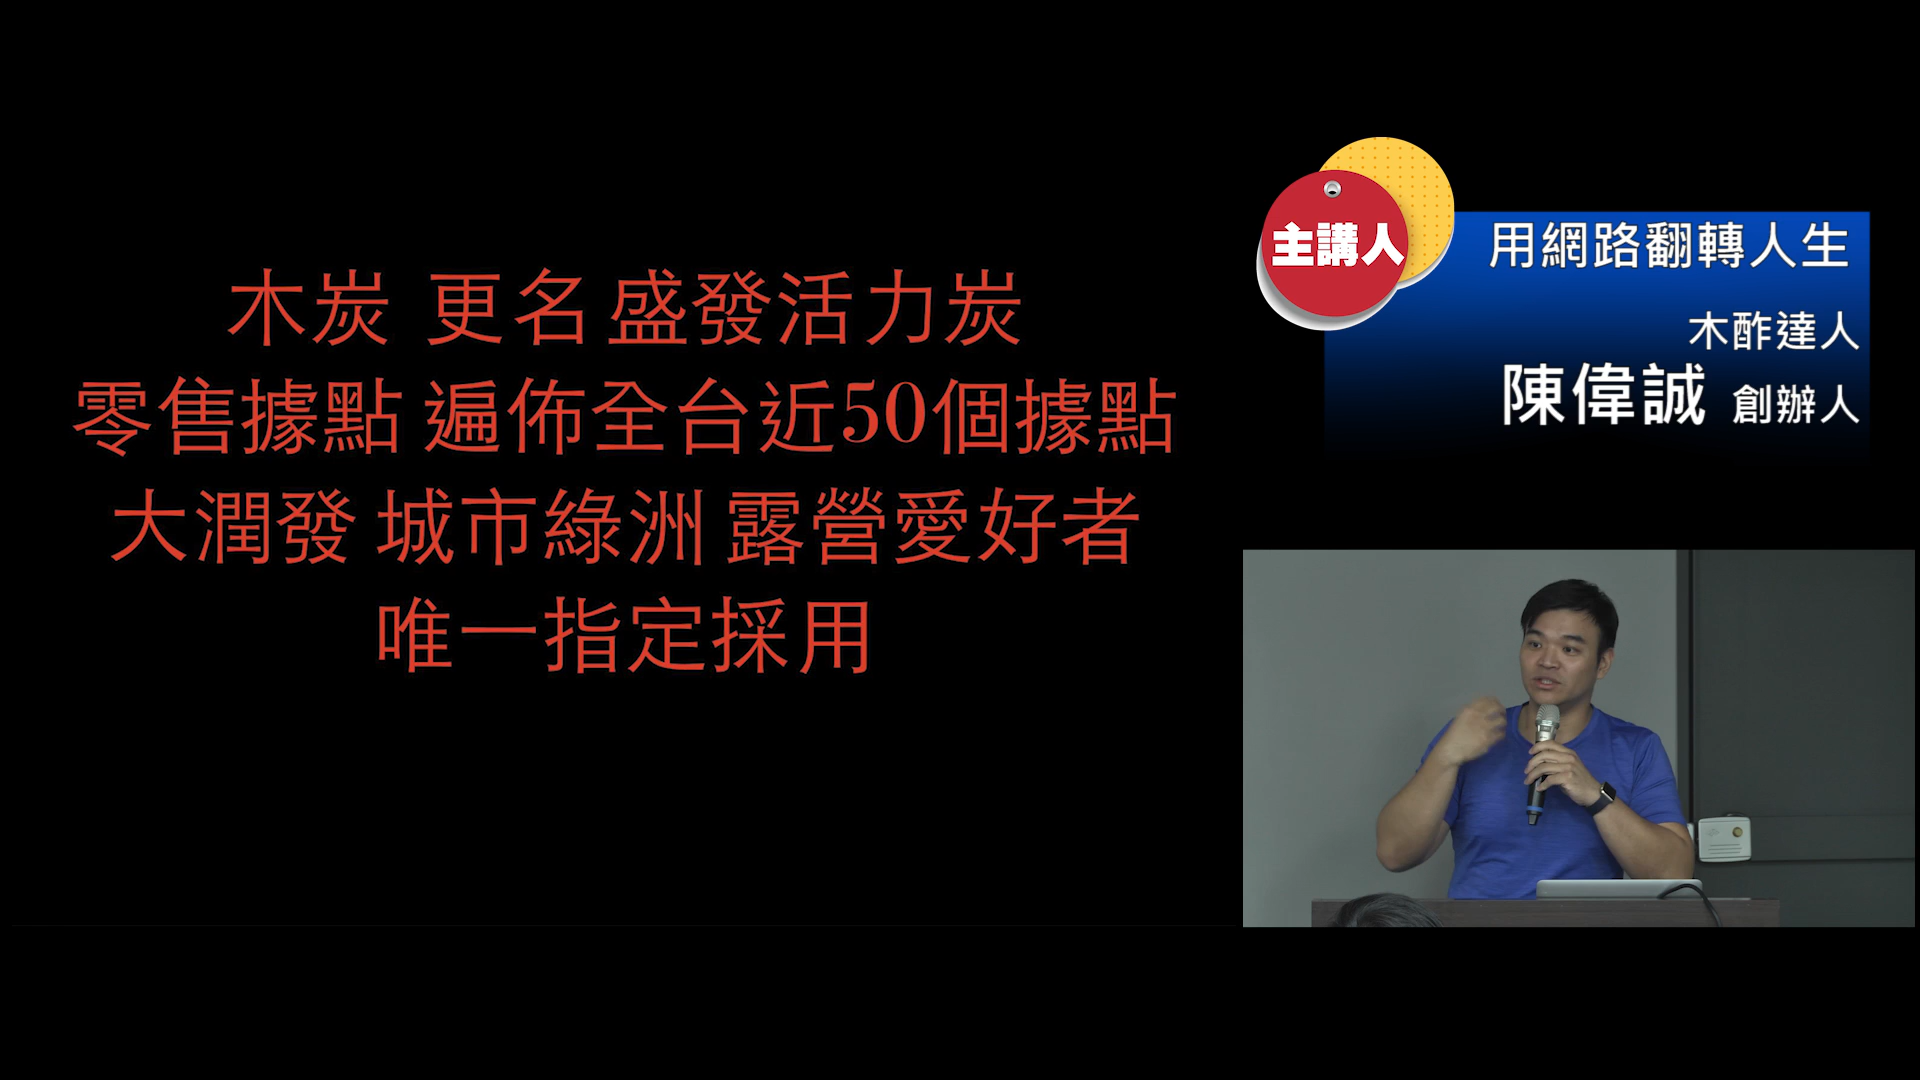 木炭 更名盛發活力炭
零售據點 遍佈全台近50個據點
大潤發 城市綠洲 露營愛好者
唯一指定採用
主講人
用網路翻轉人生
木酢達人
陳偉誠 創辦人